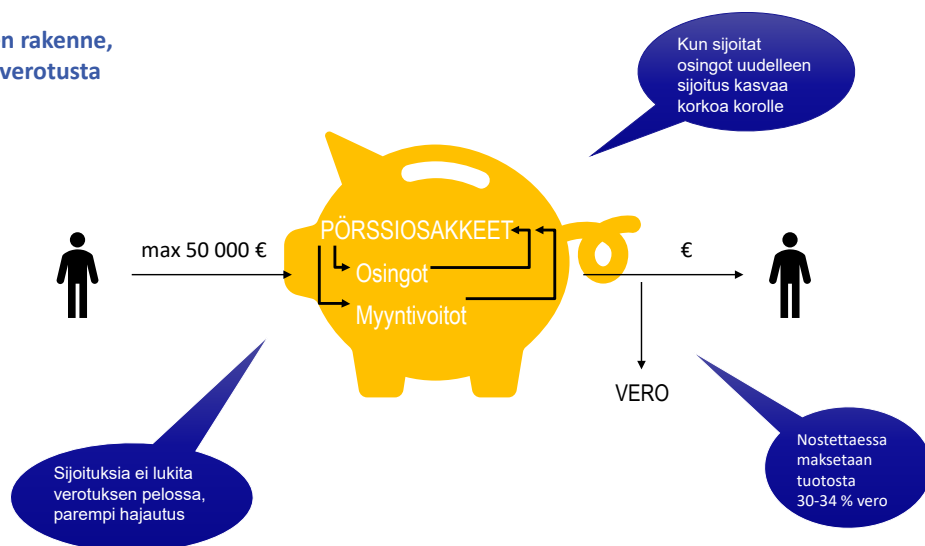 n rakenne,
verotusta
Kun sijoitat
osingot uudelleen
sijoitus kasvaa
korkoa korolle
PÖRSSIOSAKKEET
max 50 000 €
€
Osingot
Myyntivoitot
VERO
Sijoituksia ei lukita
verotuksen pelossa,
parempi hajautus
Nostettaessa
maksetaan
tuotosta
30-34 % vero